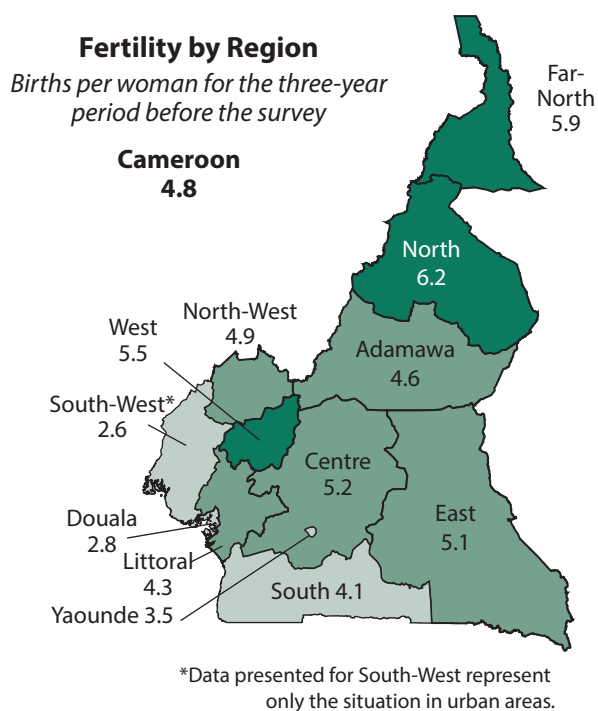 Fertility by Region
Births per woman for the three-year
period before the survey
Cameroon
4.8
Far-
North
5.9
North
6.2
North-West
4.9
West
5.5
Adamawa
4.6
South-West*
2.6
Centre
5.2
East
5.1
Douala
2.8
Littoral
4.3
South 4.1
Yaounde 3.5
*Data presented for South-West represent
only the situation in urban areas.